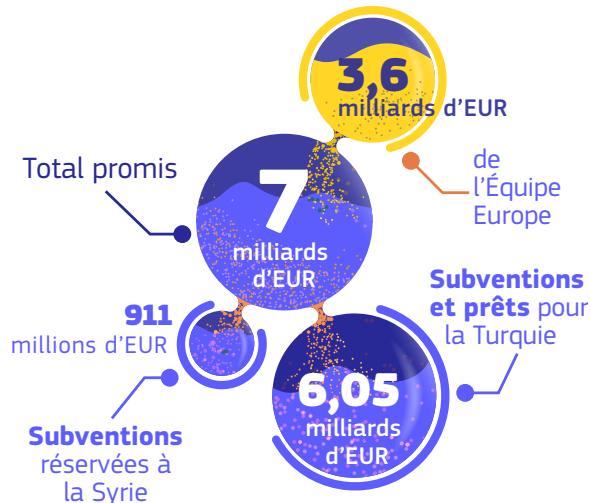 3,6
milliards d'EUR
de
l'Équipe
Europe
Total promis
7
milliards
d'EUR
911
millions d'EUR
Subventions
et prêts pour
la Turquie
6,05
milliards
d'EUR
Subventions
réservées à
la Syrie